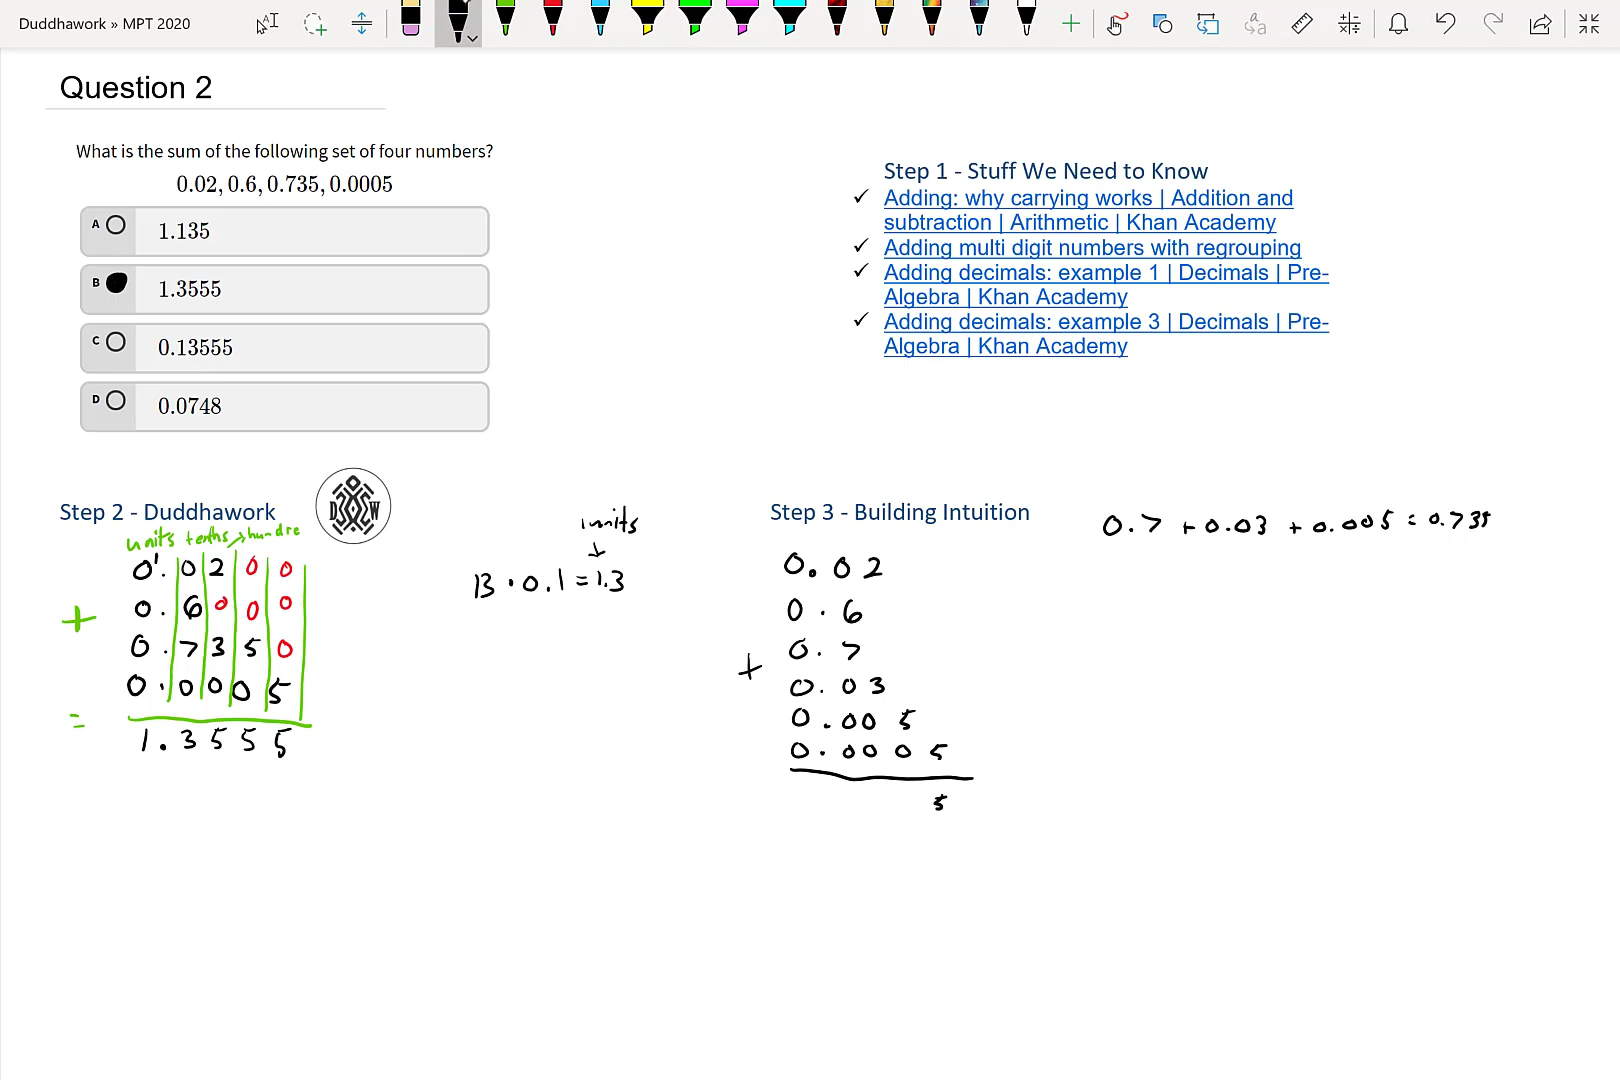 Duddhawork » MPT 2020
Question 2
What is the sum of the following set of four numbers?
0.02, 0.6, 0.735, 0.0005
A 1.135
B 1.3555
C 0.13555
D 0.0748
Step 1 - Stuff We Need to Know
✓ Adding: why carrying works | Addition and
subtraction | Arithmetic | Khan Academy
✓ Adding multi digit numbers with regrouping
✓ Adding decimals: example 1 | Decimals | Pre-
Algebra | Khan Academy
✓ Adding decimals: example 3 | Decimals | Pre-
Algebra | Khan Academy
Step 2 - Duddhawork
D W
units tenths hundre
1
0.0200
+ 0.6000
0.7350
0.0005
=
1.3555
units
13 · 0.1 = 1.3
Step 3 - Building Intuition
0.02
0.6
0.7
+
0.03
0.005
0.0005
5
0.7 + 0.03 + 0.005 = 0.735